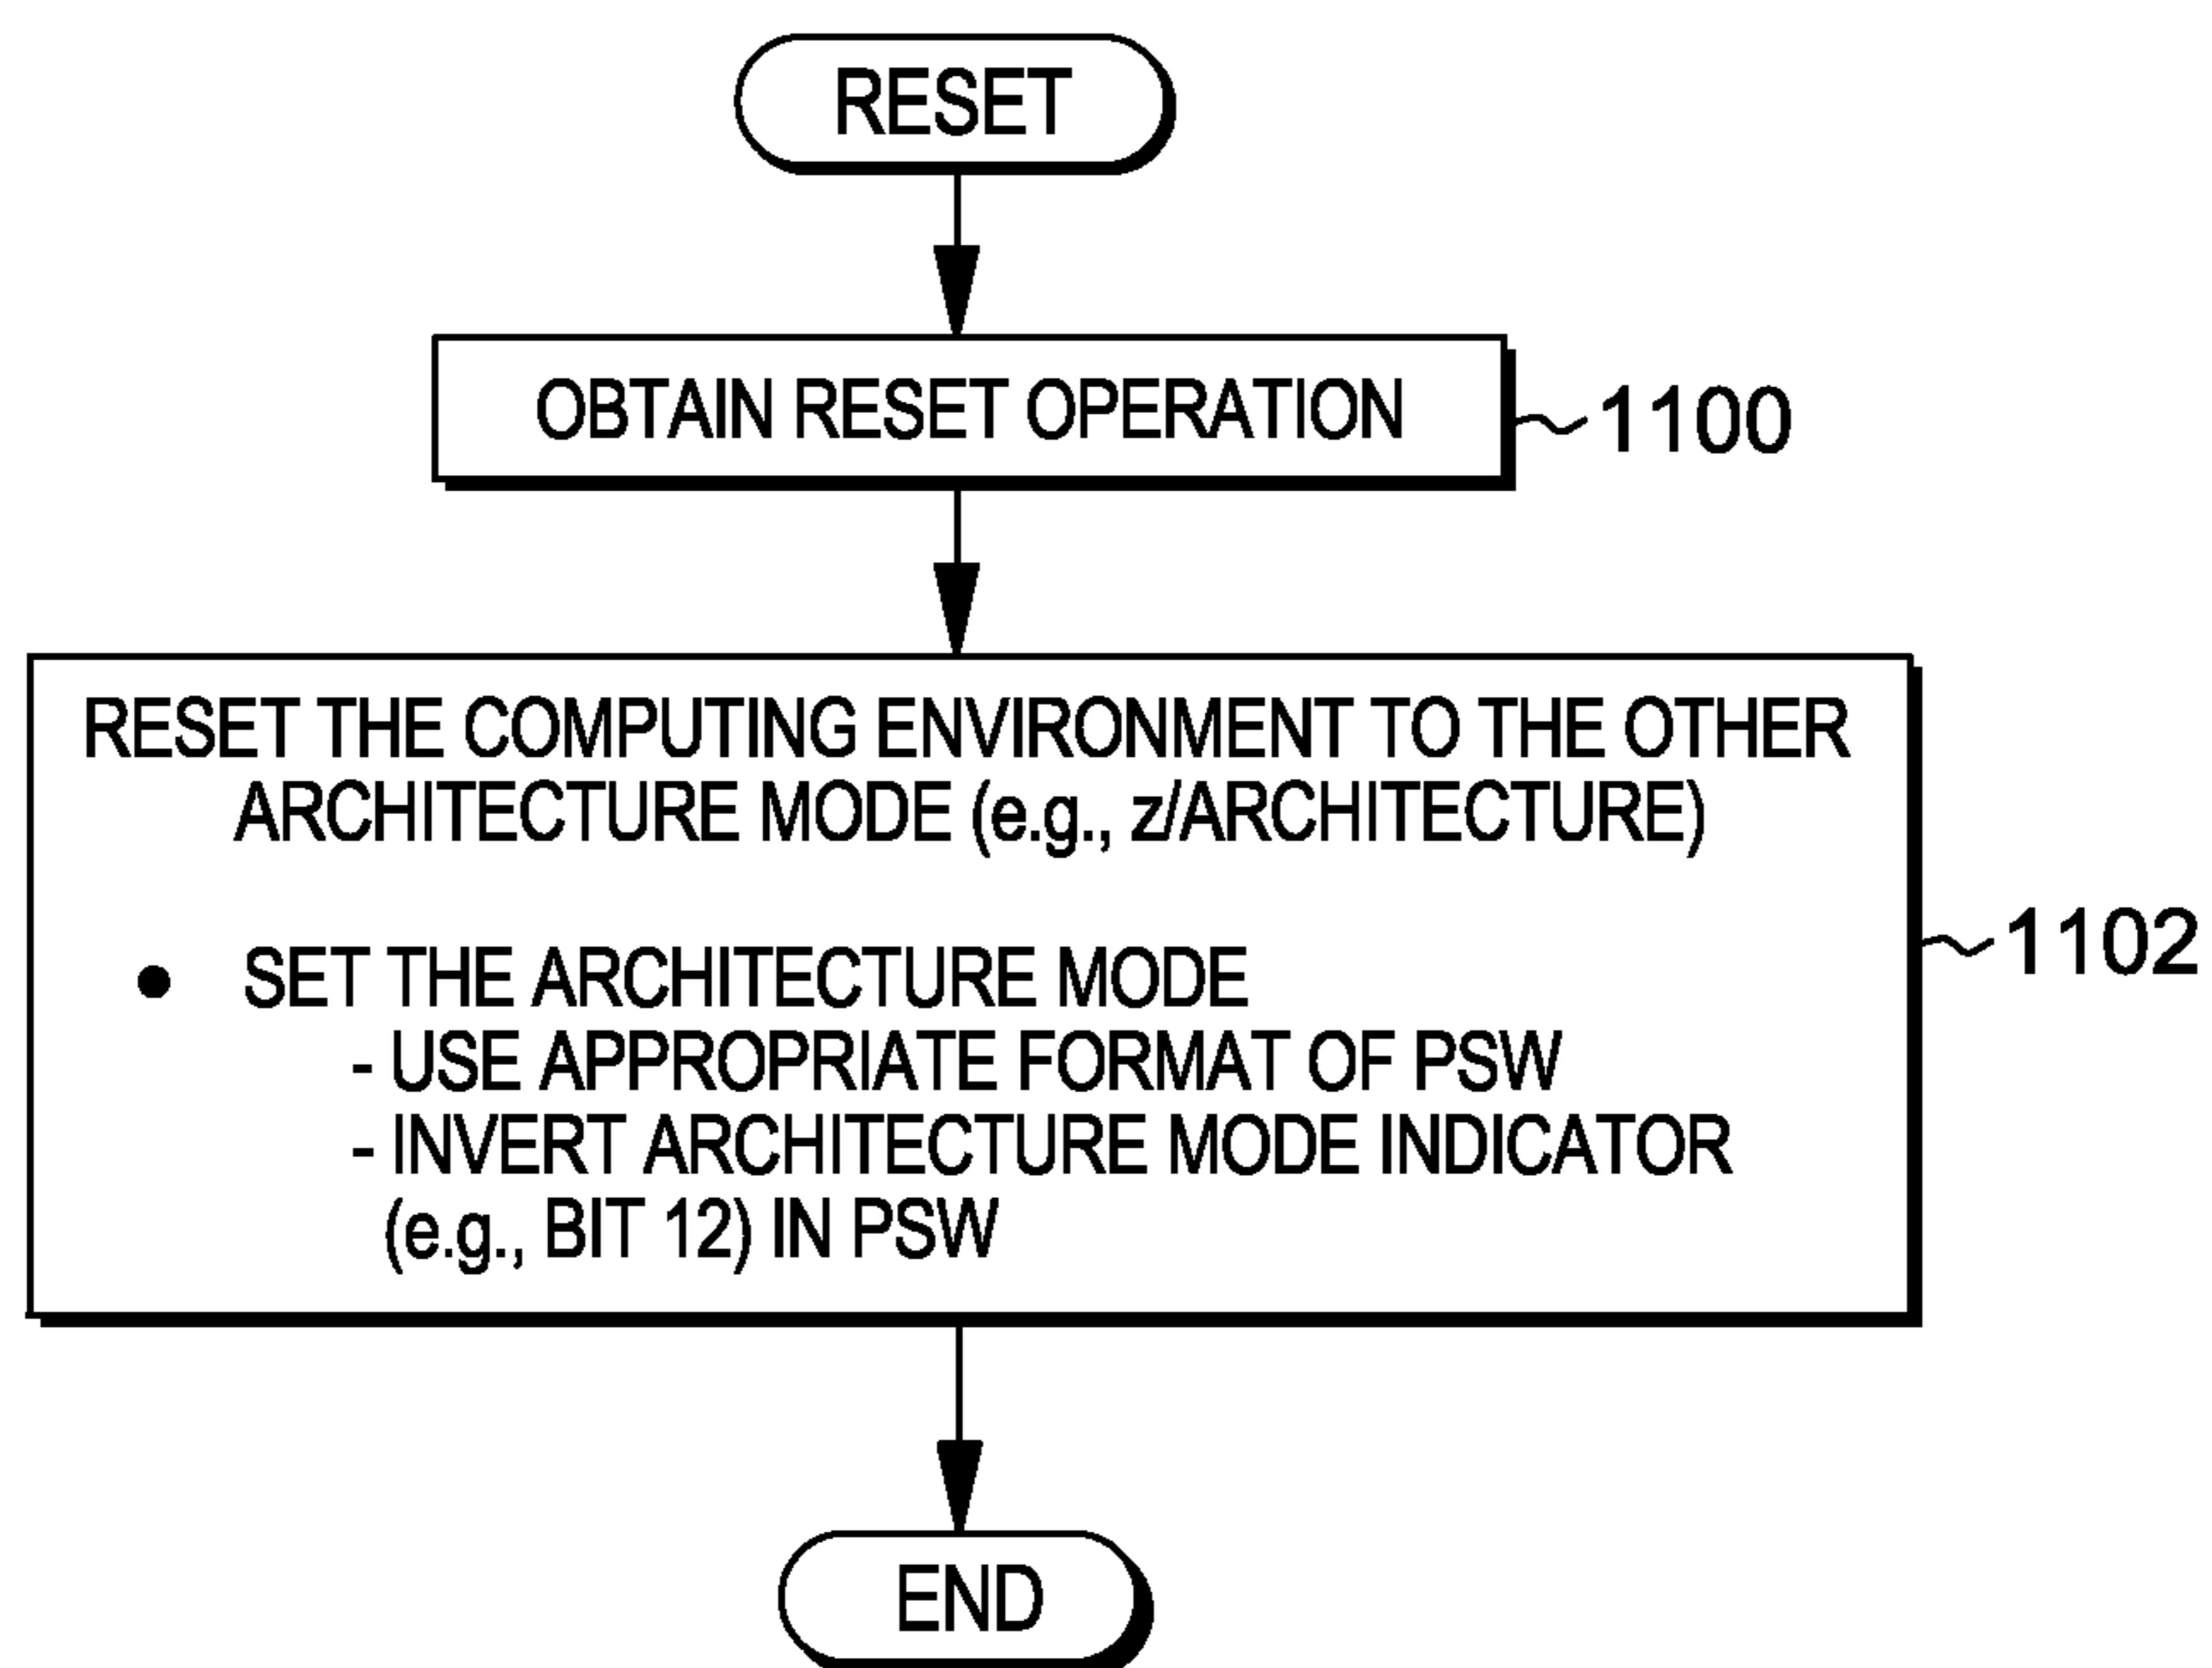 RESET
OBTAIN RESET OPERATION
1100
RESET THE COMPUTING ENVIRONMENT TO THE OTHER
ARCHITECTURE MODE (e.g., z/ARCHITECTURE)
● SET THE ARCHITECTURE MODE
- USE APPROPRIATE FORMAT OF PSW
- INVERT ARCHITECTURE MODE INDICATOR
(e.g., BIT 12) IN PSW
1102
END